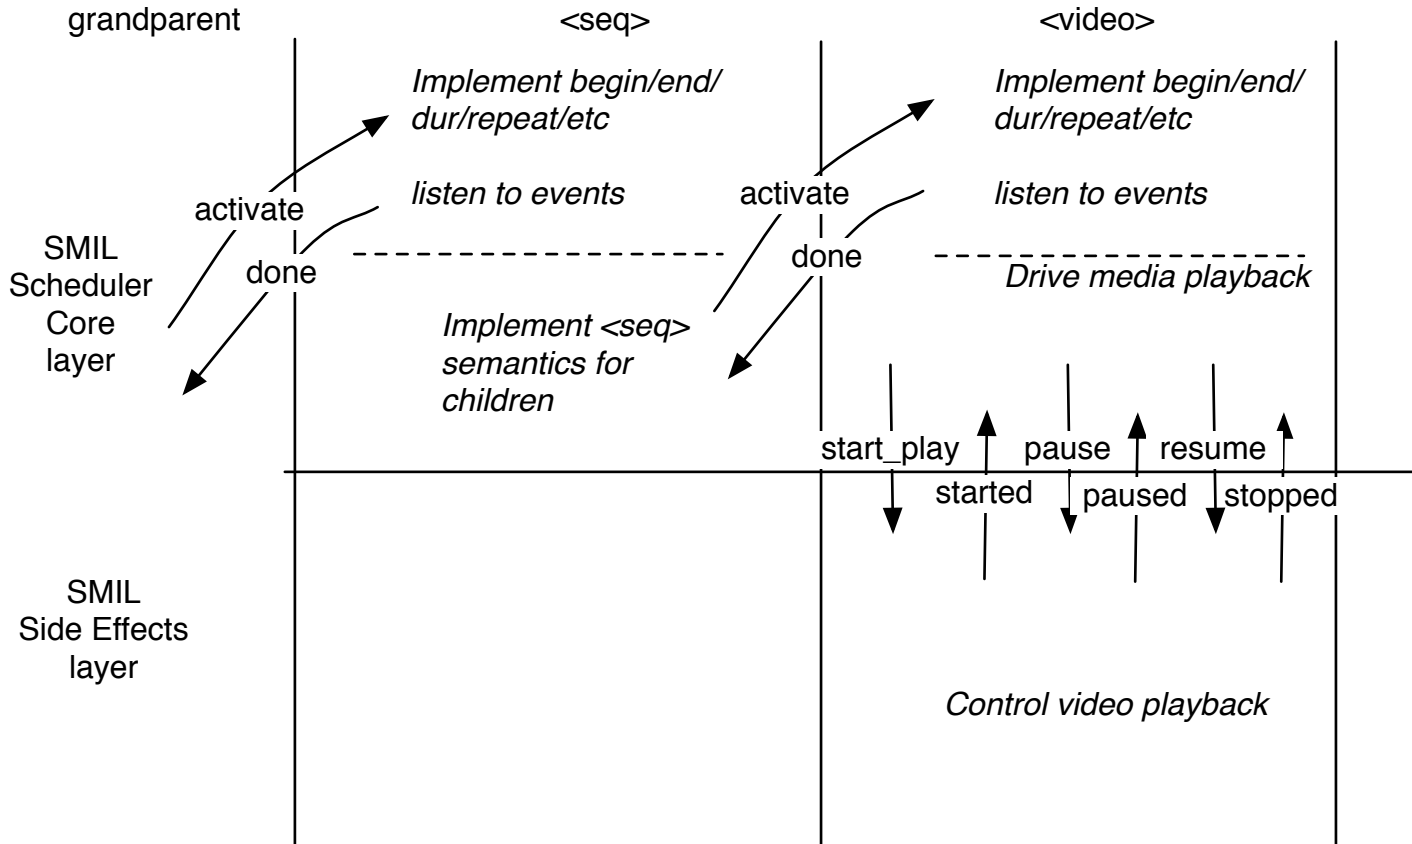 grandparent
<seq>
<video>
Implement begin/end/
dur/repeat/etc
listen to events
Implement begin/end/
dur/repeat/etc
listen to events
activate
done
activate
done
SMIL
Scheduler
Core
layer
Implement <seq>
semantics for
children
Drive media playback
start_play
pause
resume
started
paused
stopped
SMIL
Side Effects
layer
Control video playback